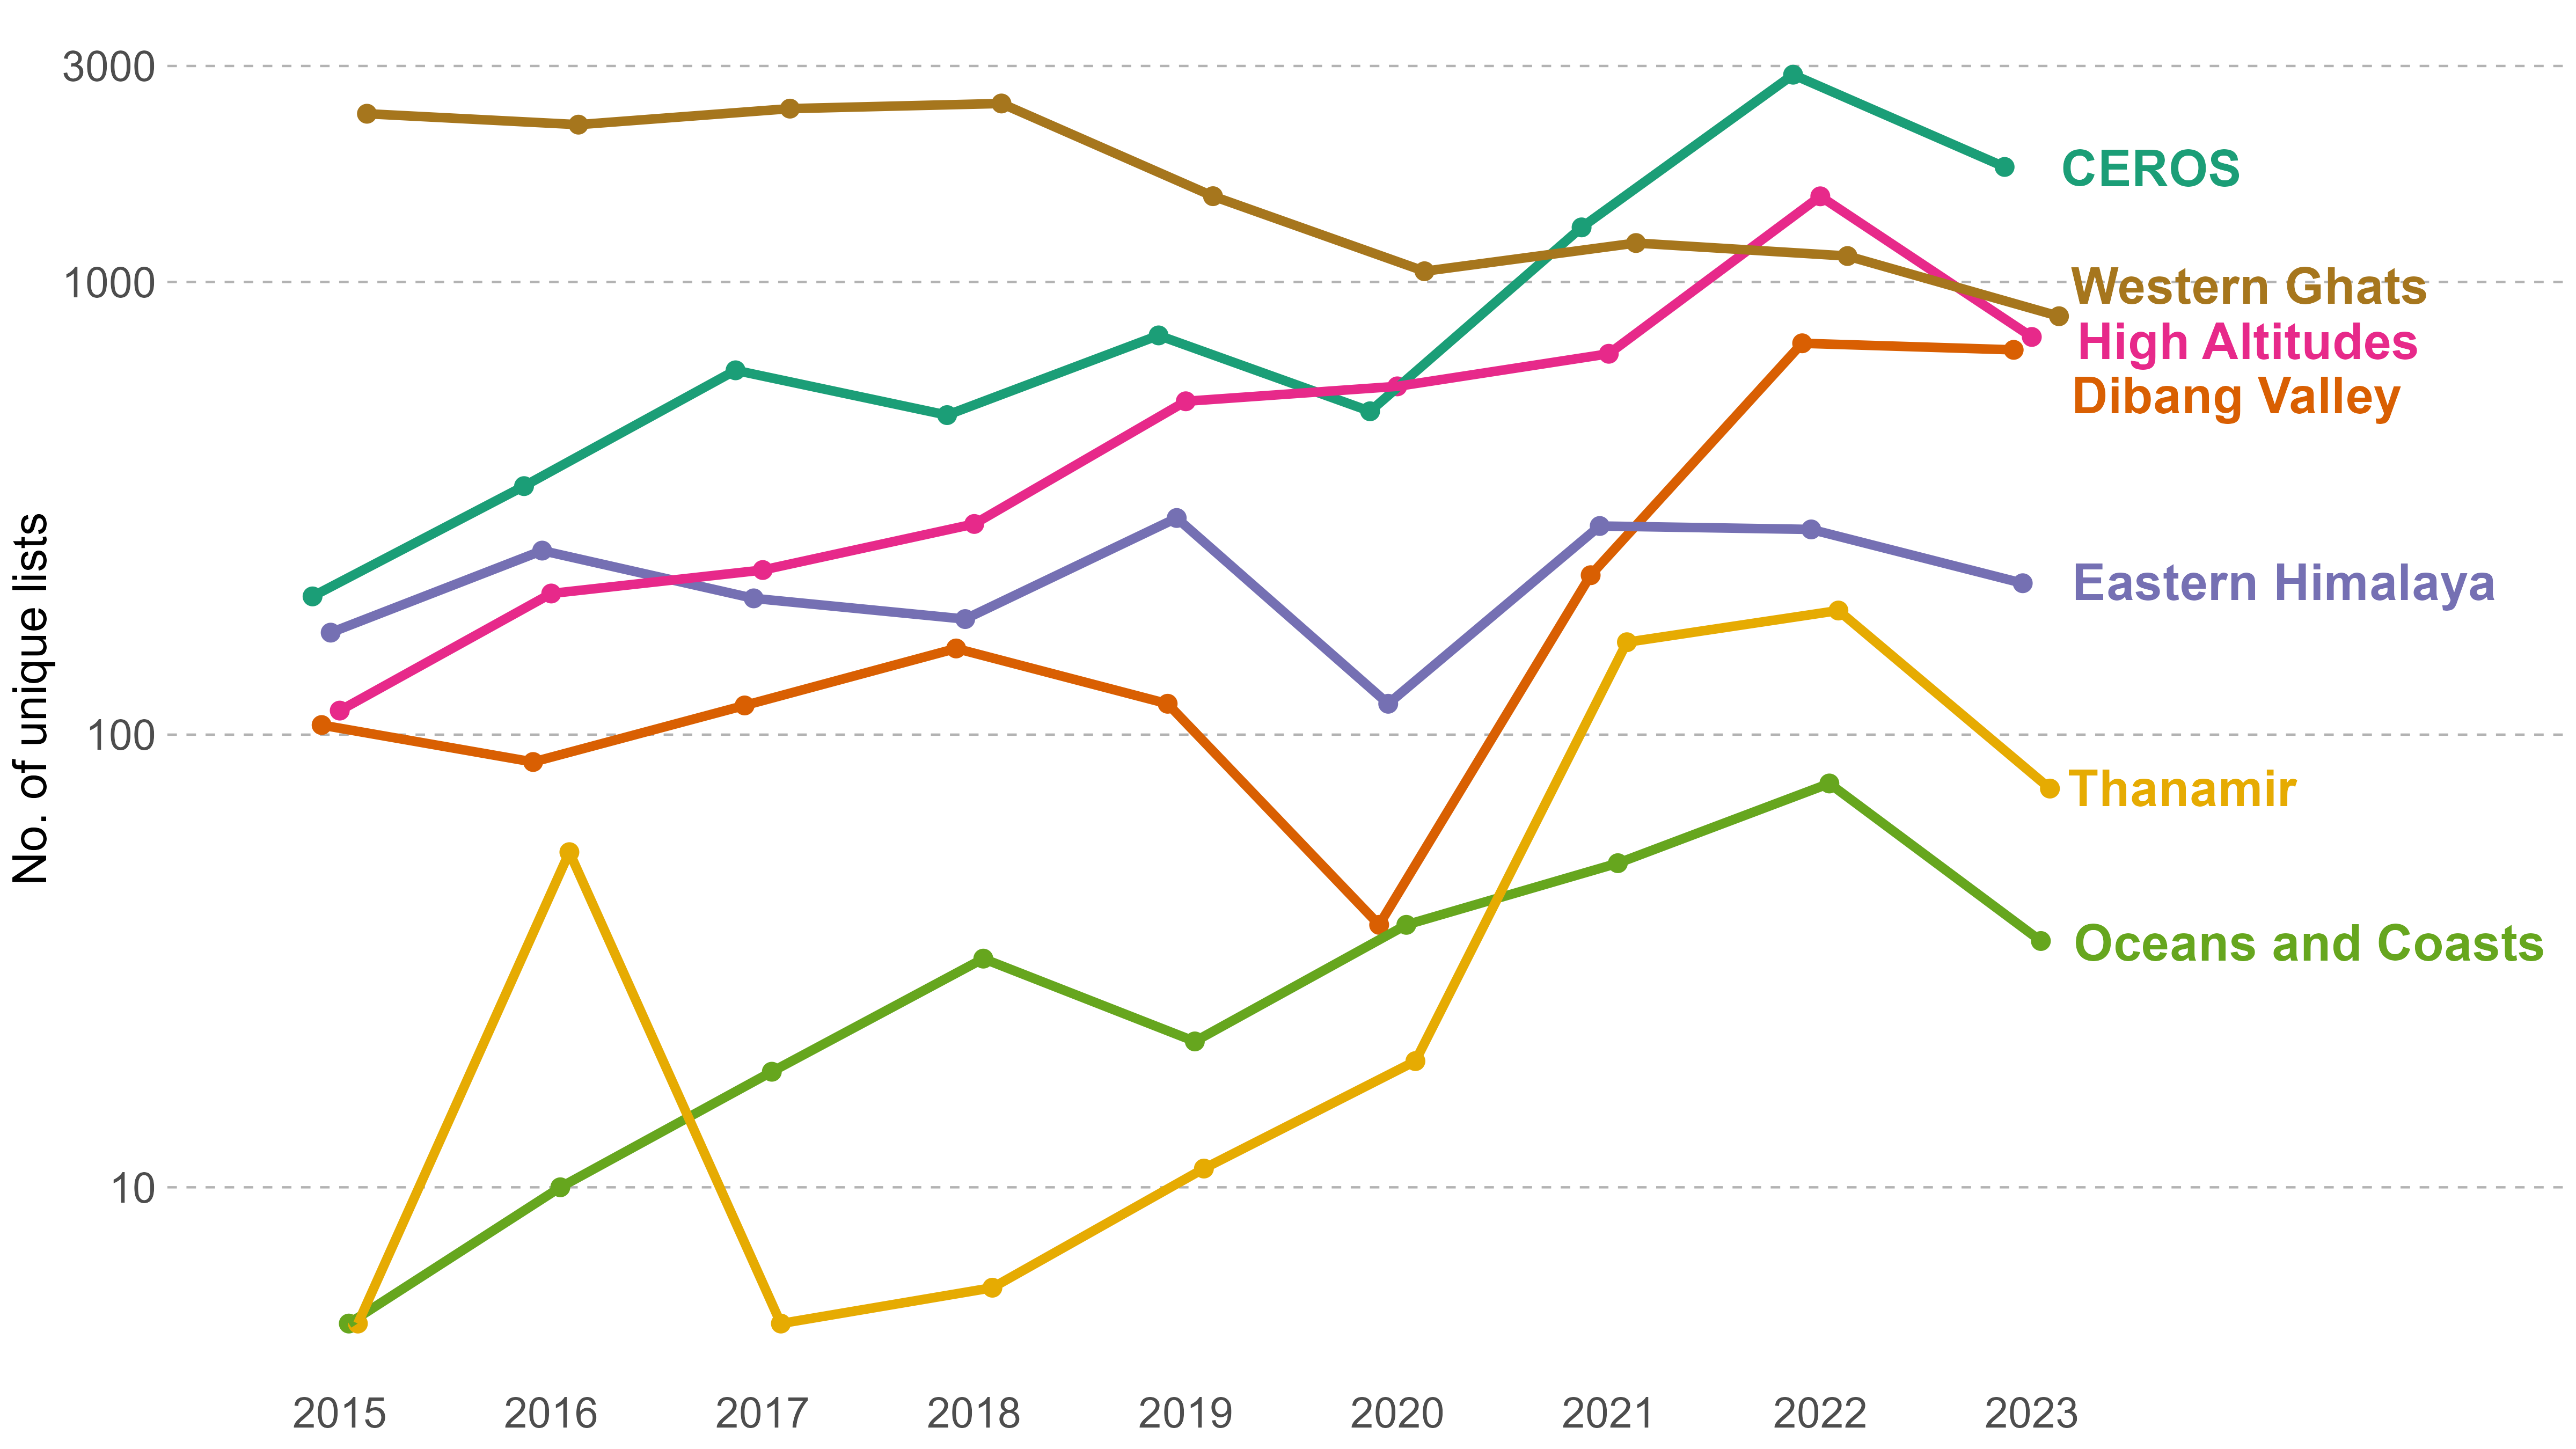 No. of unique lists
3000
1000
100
10
CEROS
Western Ghats
High Altitudes
Dibang Valley
Eastern Himalaya
Thanamir
Oceans and Coasts
2015 2016 2017 2018 2019 2020 2021 2022 2023